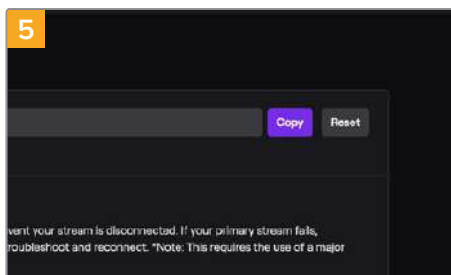 5
Copy Reset
vent your stream is disconnected. If your primary stream fails,
roubleshoot and reconnect. *Note: This requires the use of a major